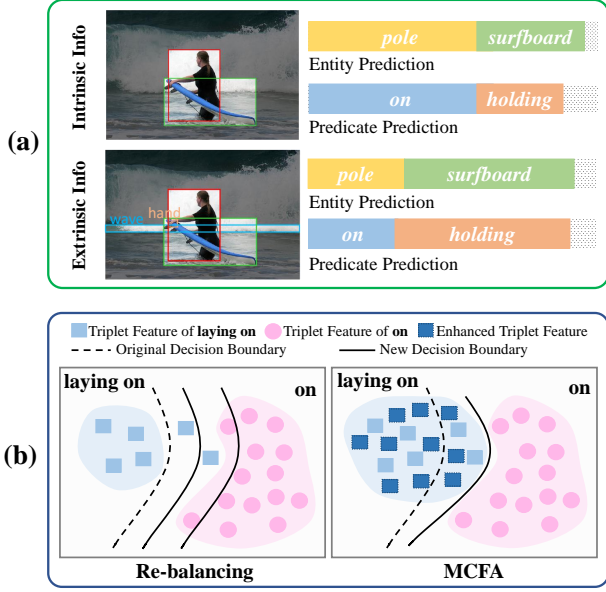 (a)
Intrinsic Info
pole surfboard
Entity Prediction
on holding
Predicate Prediction
Extrinsic Info
wave hand
pole surfboard
Entity Prediction
on holding
Predicate Prediction
(b)
Triplet Feature of laying on Triplet Feature of on Enhanced Triplet Feature
Original Decision Boundary New Decision Boundary
laying on on
Re-balancing
laying on on
MCFA